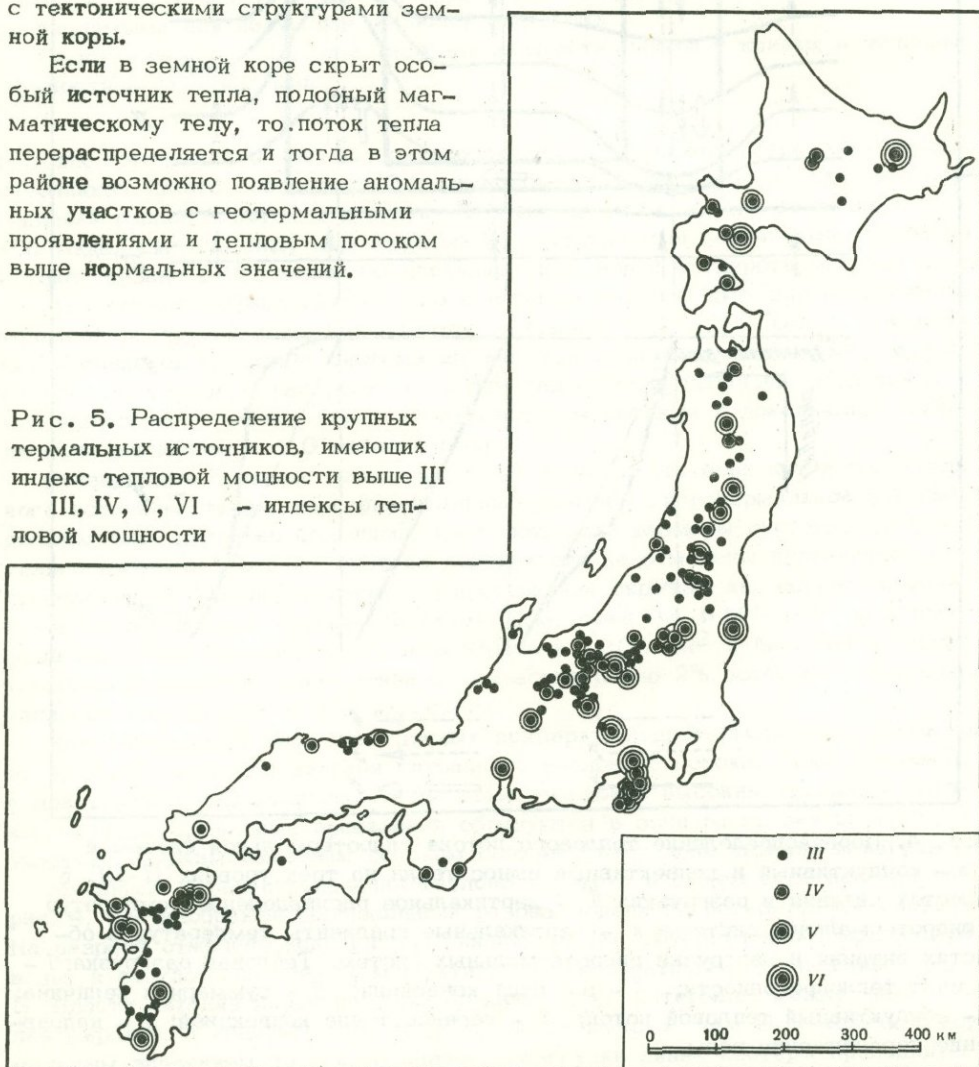 с тектоническими структурами зем-
ной коры.
Если в земной коре скрыт осо-
бый источник тепла, подобный маг-
матическому телу, то поток тепла
перераспределяется и тогда в этом
районе возможно появление аномаль-
ных участков с геотермальными
проявлениями и тепловым потоком
выше нормальных значений.
Рис. 5. Распределение крупных
термальных источников, имеющих
индекс тепловой мощности выше III
III, IV, V, VI – индексы теп-
ловой мощности
III
IV
V
VI
0 100 200 300 400 км